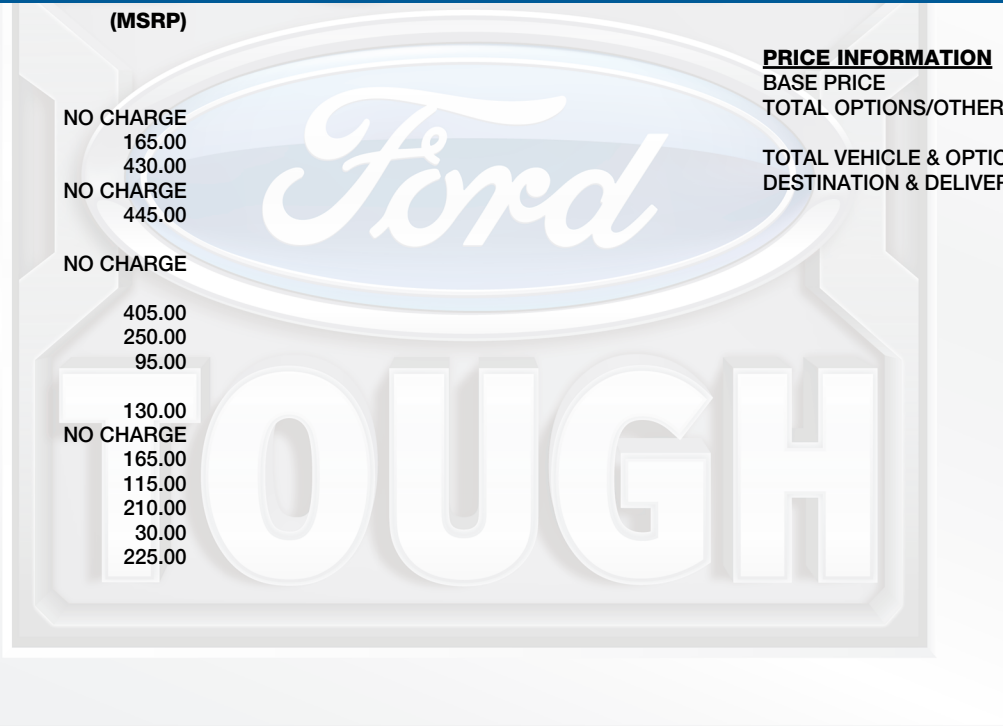 (MSRP)
NO CHARGE
165.00
430.00
NO CHARGE
445.00
NO CHARGE
405.00
250.00
95.00
130.00
NO CHARGE
165.00
115.00
210.00
30.00
225.00
PRICE INFORMATION
BASE PRICE
TOTAL OPTIONS/OTHER
TOTAL VEHICLE & OPTIO
DESTINATION & DELIVER
Ford
TOUGH